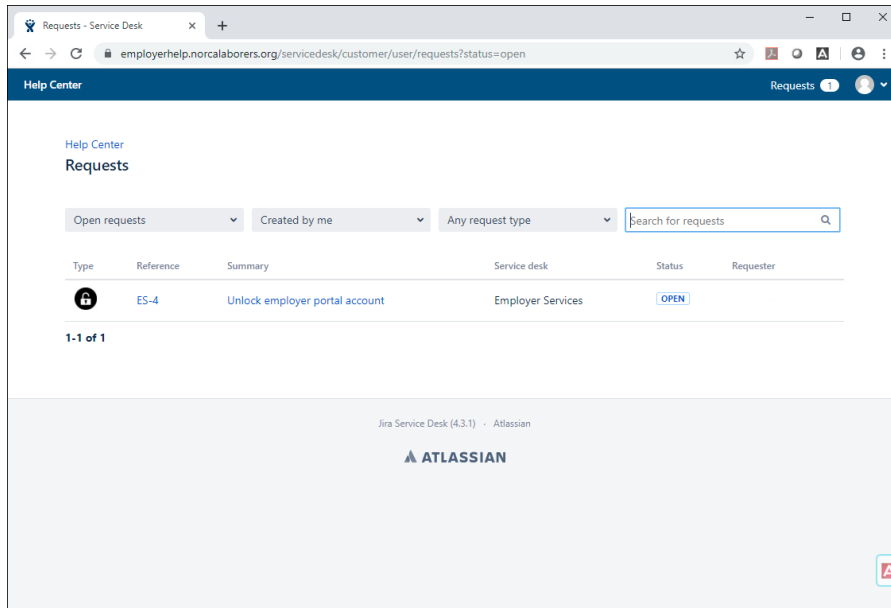 Requests - Service Desk
employerhelp.norcalaborers.org/servicedesk/customer/user/requests?status=open
Help Center
Requests 1
Help Center
Requests
Open requests
Created by me
Any request type
Search for requests
Type Reference Summary Service desk Status Requester
ES-4 Unlock employer portal account Employer Services OPEN
1-1 of 1
Jira Service Desk (4.3.1) · Atlassian
ATLASSIAN